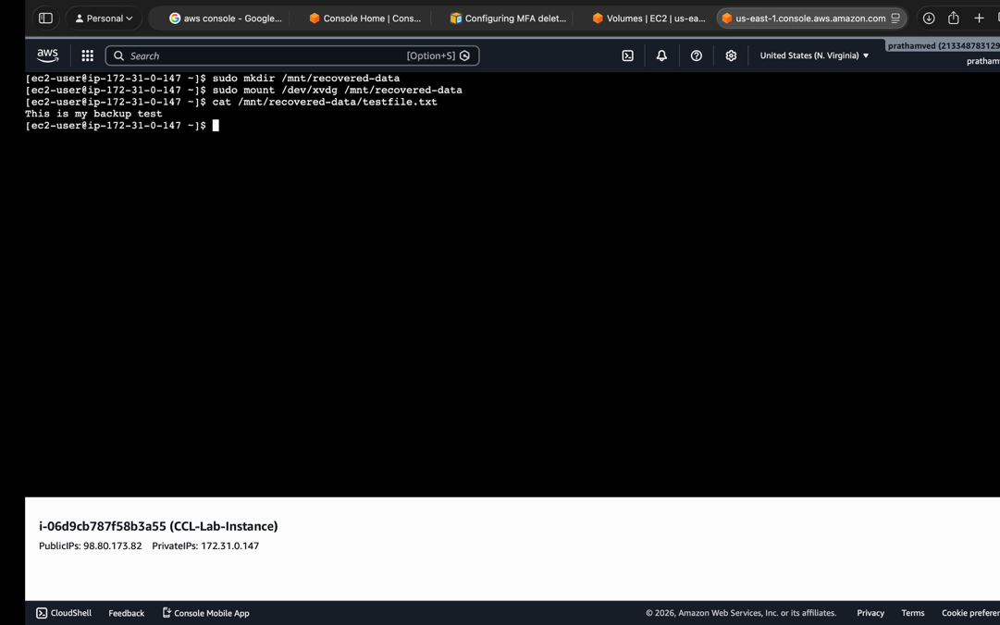 Personal
aws console - Google...
Console Home | Cons...
Configuring MFA delet...
Volumes | EC2 | us-ea...
us-east-1.console.aws.amazon.com
aws
Search
[Option+S]
United States (N. Virginia)
prathamved (213348783129
pratham
[ec2-user@ip-172-31-0-147 ~]$ sudo mkdir /mnt/recovered-data
[ec2-user@ip-172-31-0-147 ~]$ sudo mount /dev/xvdg /mnt/recovered-data
[ec2-user@ip-172-31-0-147 ~]$ cat /mnt/recovered-data/testfile.txt
This is my backup test
[ec2-user@ip-172-31-0-147 ~]$
i-06d9cb787f58b3a55 (CCL-Lab-Instance)
PublicIPs: 98.80.173.82 PrivateIPs: 172.31.0.147
CloudShell Feedback Console Mobile App © 2026, Amazon Web Services, Inc. or its affiliates. Privacy Terms Cookie prefere